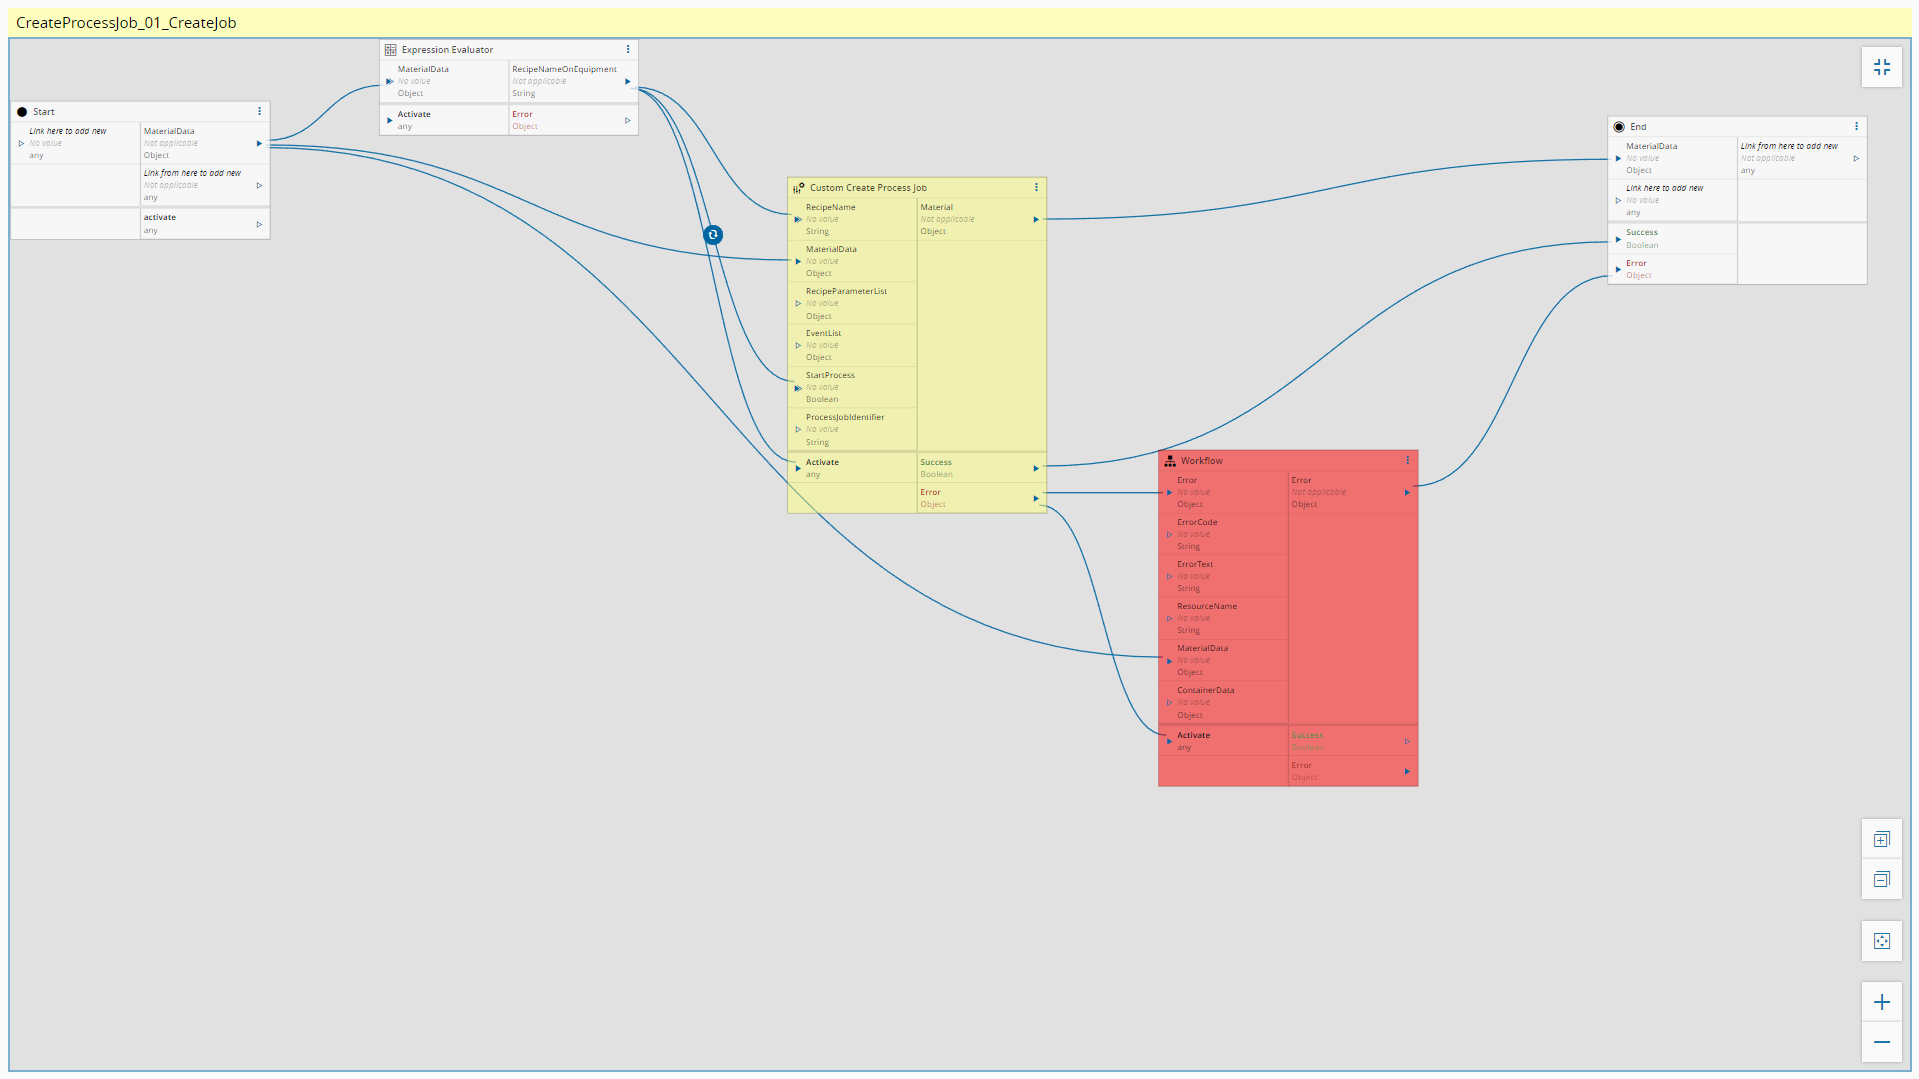 CreateProcessJob_01_CreateJob
Expression Evaluator
MaterialData
No value
Object
RecipeNameOnEquipment
Not applicable
String
Activate
any
Error
Object
Start
Link here to add new
No value
any
MaterialData
Not applicable
Object
Link from here to add new
Not applicable
any
activate
any
Custom Create Process Job
RecipeName
No value
String
MaterialData
No value
Object
RecipeParameterList
No value
Object
EventList
No value
Object
StartProcess
No value
Boolean
ProcessJobIdentifier
No value
String
Activate
any
Material
Not applicable
Object
Success
Boolean
Error
Object
Workflow
Error
No value
Object
ErrorCode
No value
String
ErrorText
No value
String
ResourceName
No value
String
MaterialData
No value
Object
ContainerData
No value
Object
Activate
any
Error
Not applicable
Object
Success
Boolean
Error
Object
End
MaterialData
No value
Object
Link here to add new
No value
any
Success
Boolean
Error
Object
Link from here to add new
Not applicable
any